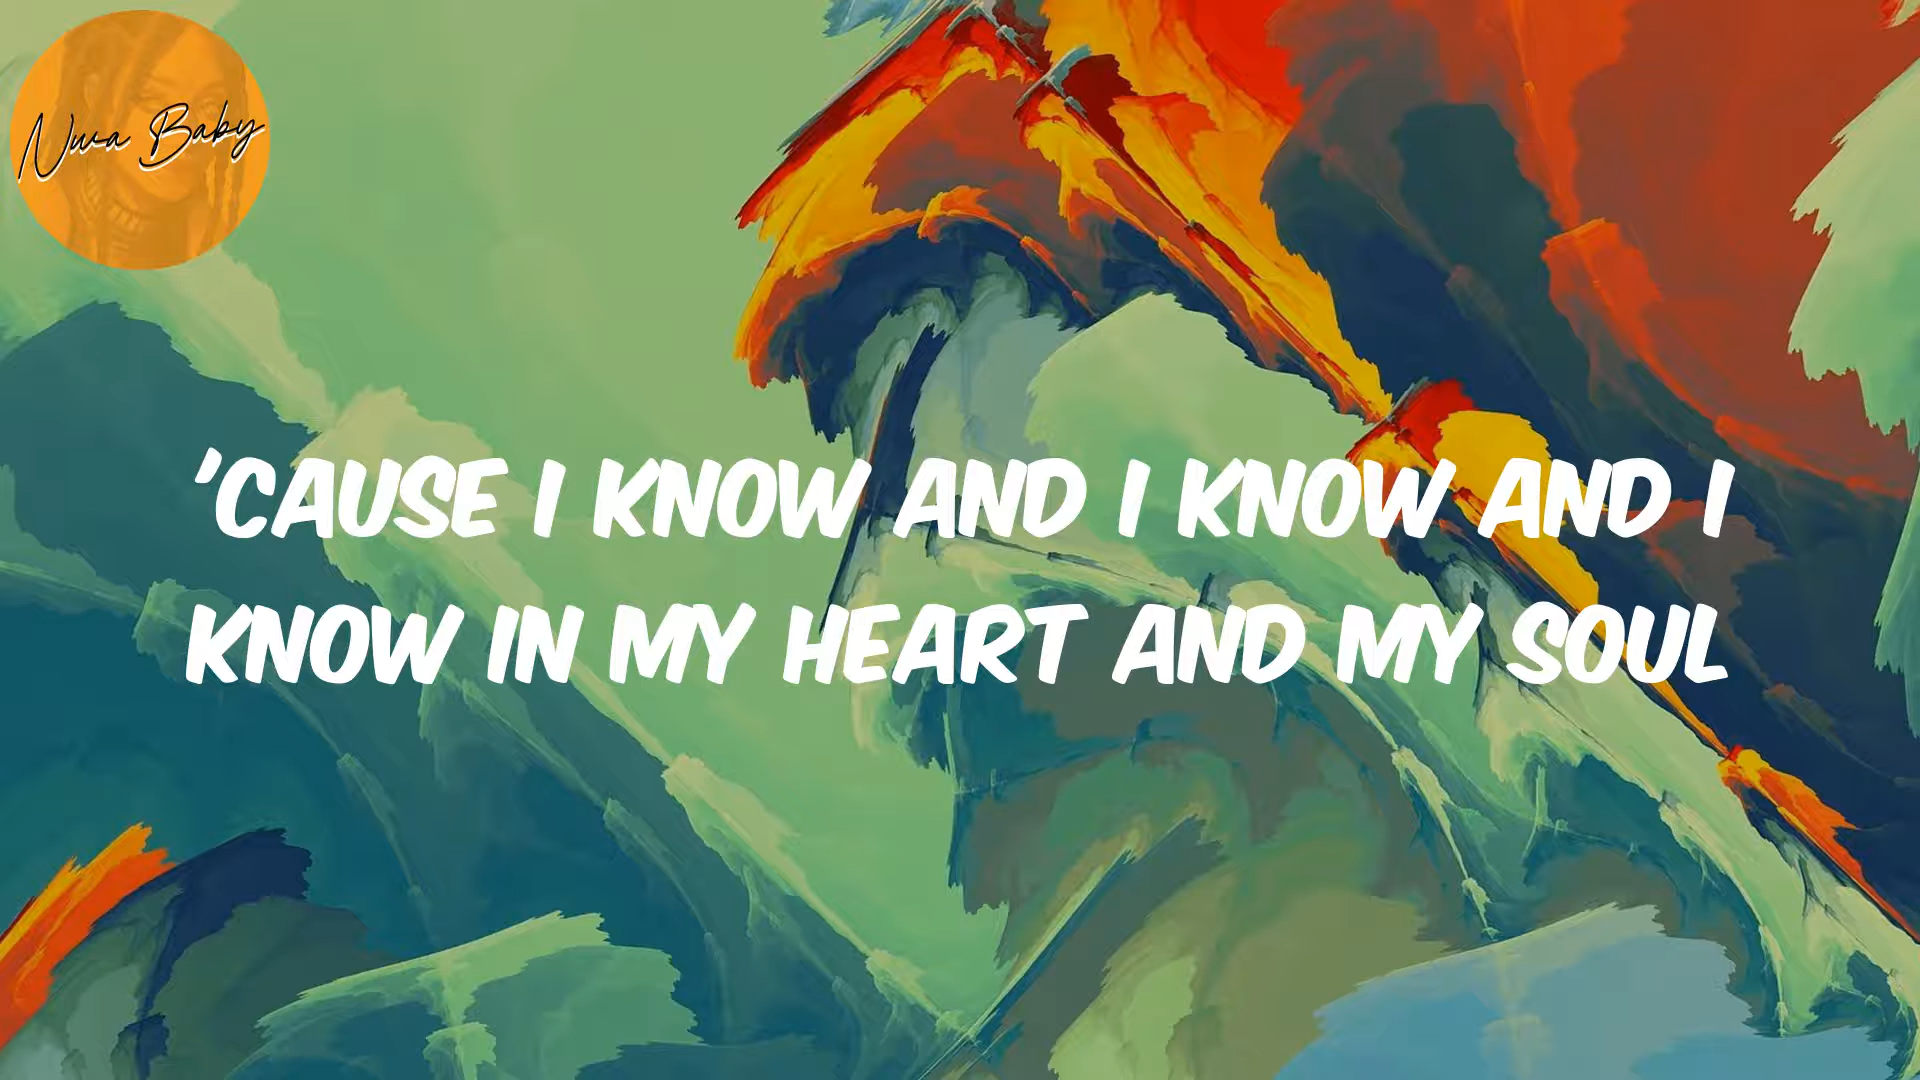 Nwa Baby
'CAUSE I KNOW AND I KNOW AND I
KNOW IN MY HEART AND MY SOUL